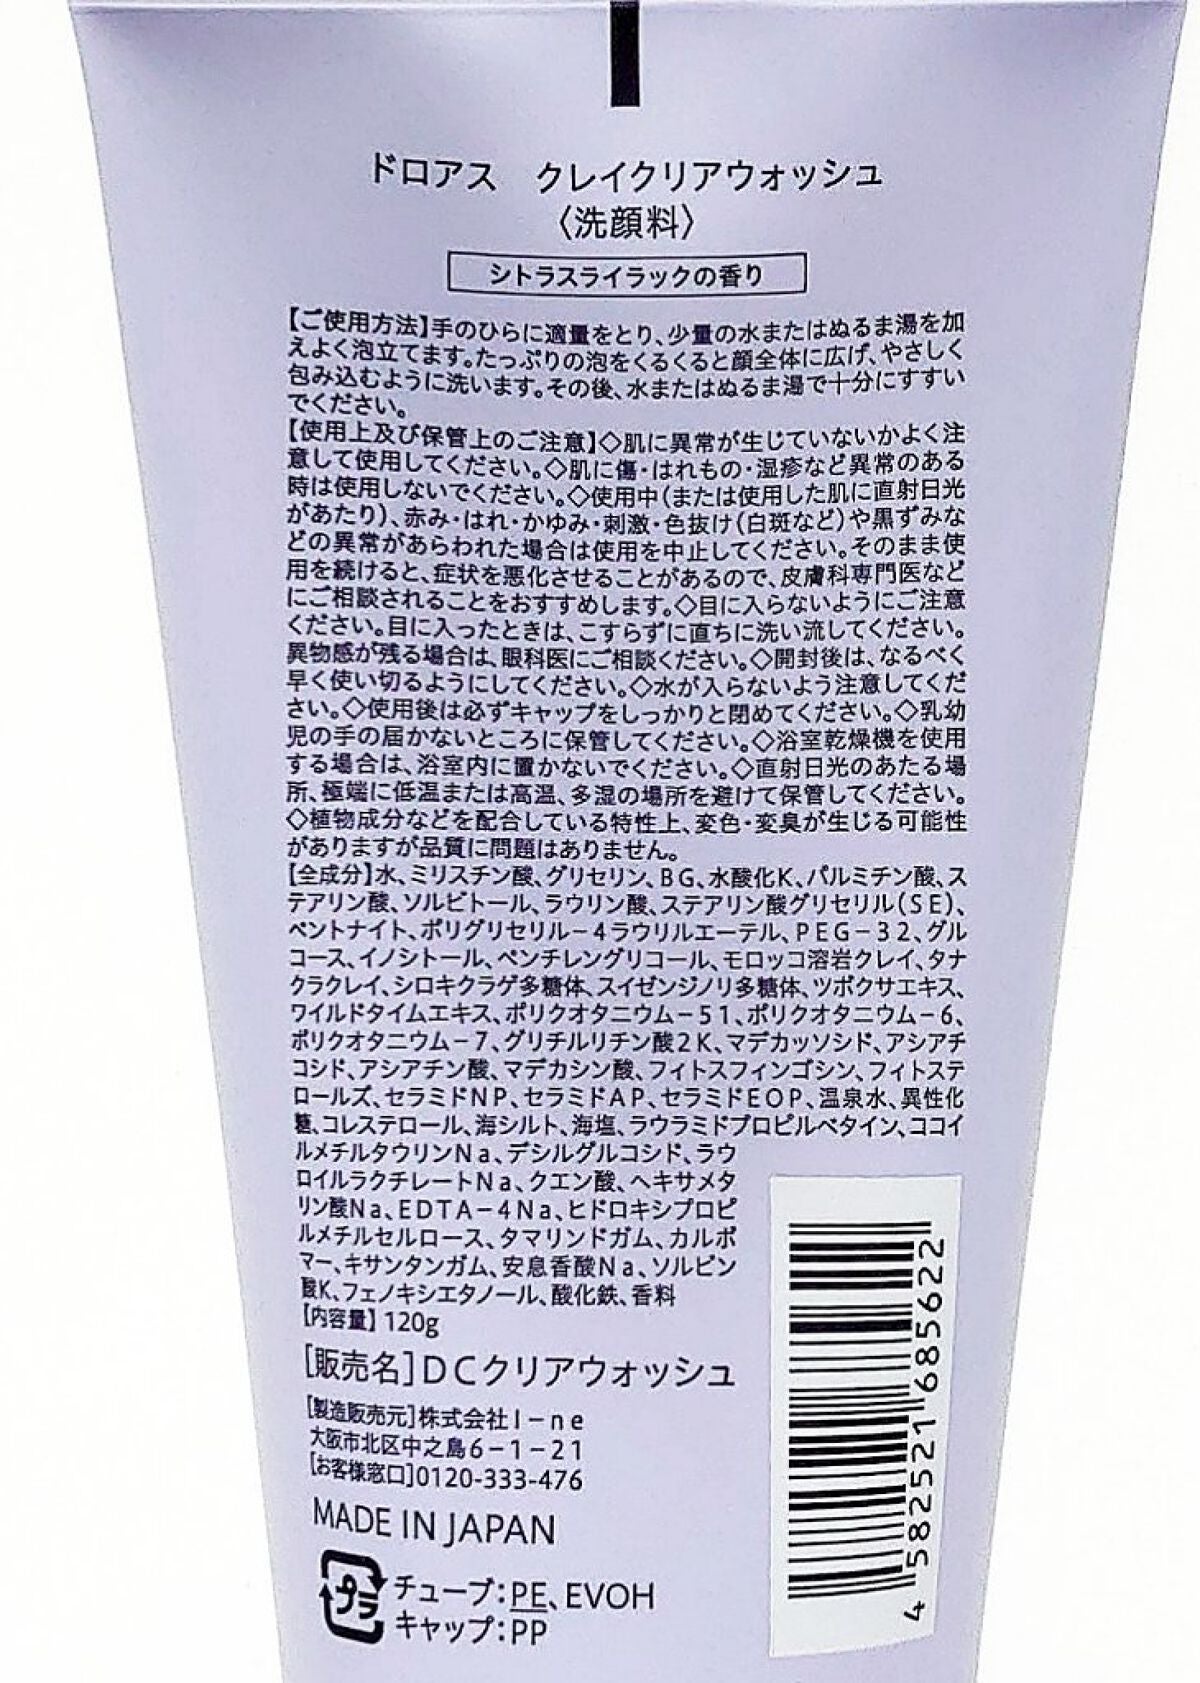 ドロアス　クレイクリアウォッシュ
〈洗顔料〉
シトラスライラックの香り
【ご使用方法】手のひらに適量をとり、少量の水またはぬるま湯を加
えよく泡立てます。たっぷりの泡をくるくると顔全体に広げ、やさしく
包み込むように洗います。その後、水またはぬるま湯で十分にすすい
でください。
【使用上及び保管上のご注意】◇肌に異常が生じていないかよく注
意して使用してください。◇肌に傷・はれもの・湿疹など異常のある
時は使用しないでください。◇使用中(または使用した肌に直射日光
があたり)、赤み・はれ・かゆみ・刺激・色抜け(白斑など)や黒ずみな
どの異常があらわれた場合は使用を中止してください。そのまま使
用を続けると、症状を悪化させることがあるので、皮膚科専門医など
にご相談されることをおすすめします。◇目に入らないようにご注意
ください。目に入ったときは、こすらずに直ちに洗い流してください。
異物感が残る場合は、眼科医にご相談ください。◇開封後は、なるべく
早く使い切るようにしてください。◇水が入らないよう注意してくだ
さい。◇使用後は必ずキャップをしっかりと閉めてください。◇乳幼
児の手の届かないところに保管してください。◇浴室乾燥機を使用
する場合は、浴室内に置かないでください。◇直射日光のあたる場
所、極端に低温または高温、多湿の場所を避けて保管してください。
◇植物成分などを配合している特性上、変色・変臭が生じる可能性
がありますが品質に問題はありません。
【全成分】水、ミリスチン酸、グリセリン、BG、水酸化K、パルミチン酸、ス
テアリン酸、ソルビトール、ラウリン酸、ステアリン酸グリセリル(SE)、
ベントナイト、ポリグリセリル－4ラウリルエーテル、PEG－32、グル
コース、イノシトール、ペンチレングリコール、モロッコ溶岩クレイ、タナ
クラクレイ、シロキクラゲ多糖体、スイゼンジノリ多糖体、ツボクサエキス、
ワイルドタイムエキス、ポリクオタニウム－51、ポリクオタニウム－6、
ポリクオタニウム－7、グリチルリチン酸2K、マデカッソシド、アシアチ
コシド、アシアチン酸、マデカシン酸、フィトスフィンゴシン、フィトステ
ロールズ、セラミドNP、セラミドAP、セラミドEOP、温泉水、異性化
糖、コレステロール、海シルト、海塩、ラウラミドプロピルベタイン、ココイ
ルメチルタウリンNa、デシルグルコシド、ラウ
ロイルラクチレートNa、クエン酸、ヘキサメタ
リン酸Na、EDTA－4Na、ヒドロキシプロピ
ルメチルセルロース、タマリンドガム、カルボ
マー、キサンタンガム、安息香酸Na、ソルビン
酸K、フェノキシエタノール、酸化鉄、香料
【内容量】120g
[販売名]DCクリアウォッシュ
[製造販売元]株式会社I－ne
大阪市北区中之島6－1－21
[お客様窓口]0120-333-476
MADE IN JAPAN
プラ
チューブ:PE、EVOH
キャップ:PP
4 582521 685622